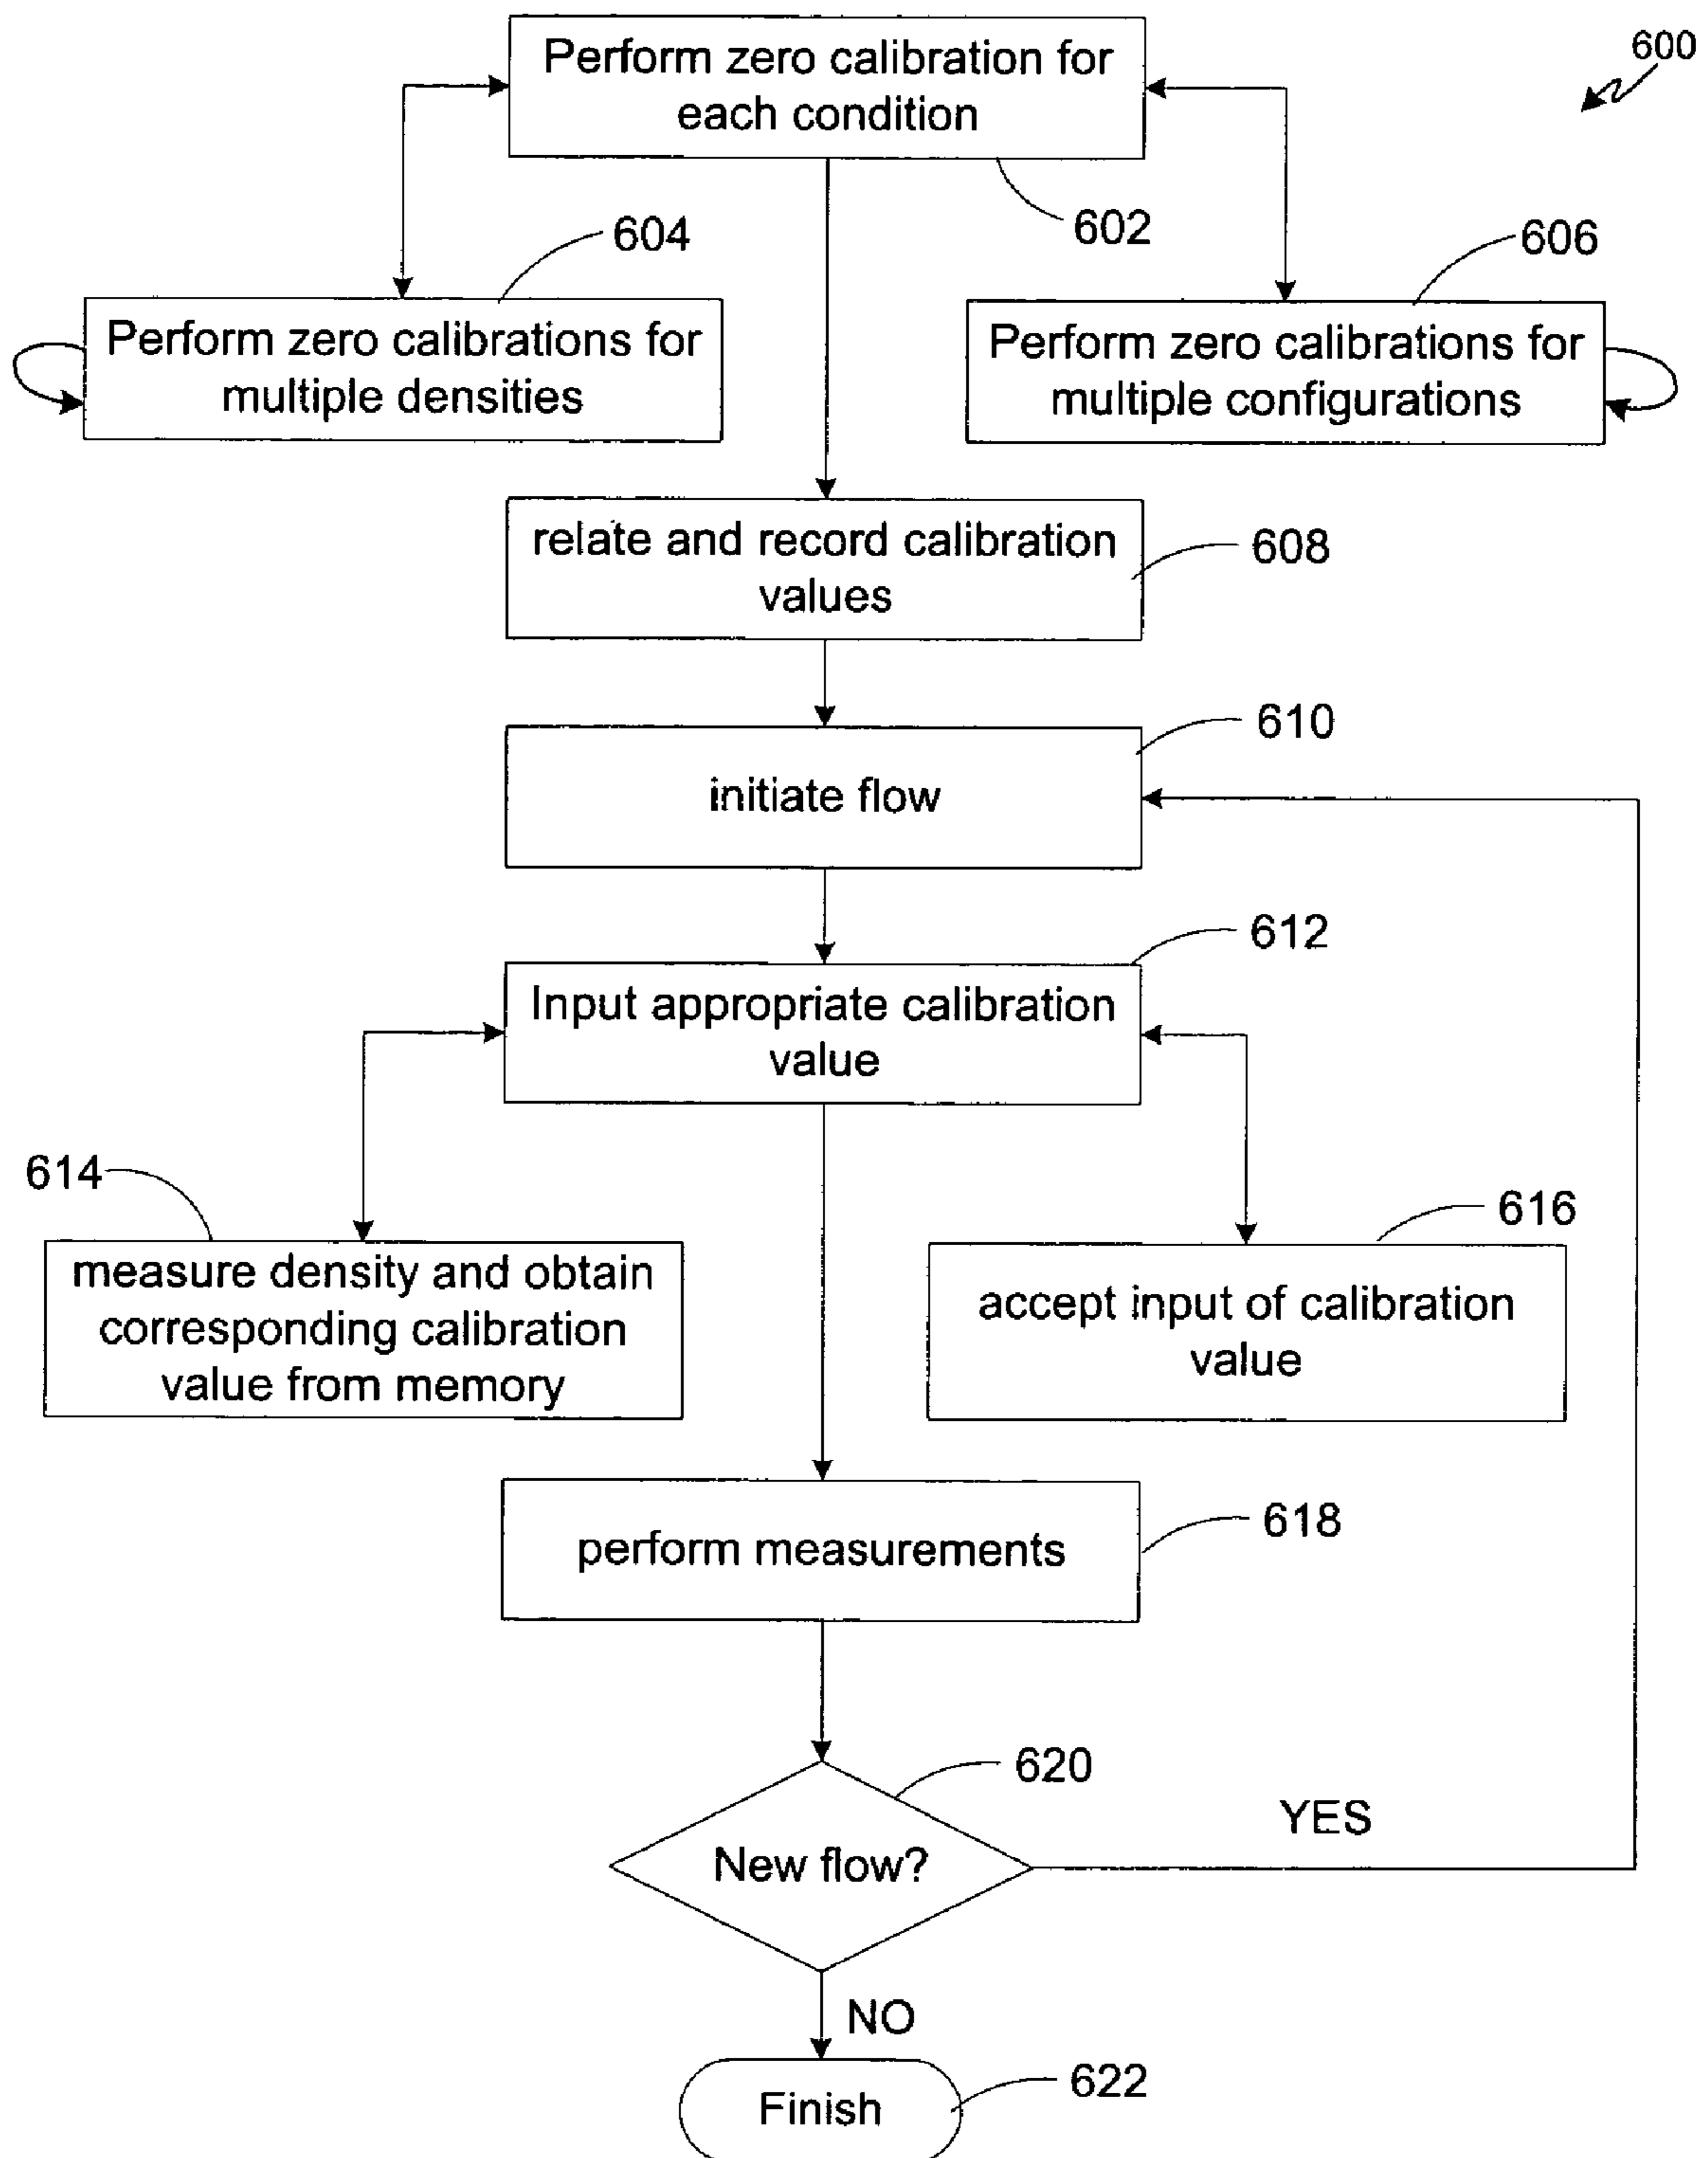 600
Perform zero calibration for
each condition
602
604
606
Perform zero calibrations for
multiple densities
Perform zero calibrations for
multiple configurations
relate and record calibration
values
608
610
initiate flow
612
Input appropriate calibration
value
614
616
measure density and obtain
corresponding calibration
value from memory
accept input of calibration
value
perform measurements
618
620
New flow?
YES
NO
Finish
622